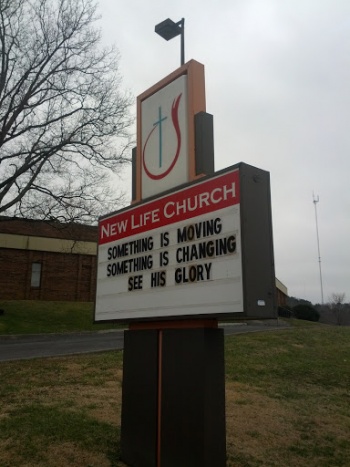 NEW LIFE CHURCH
SOMETHING IS MOVING
SOMETHING IS CHANGING
SEE HIS GLORY